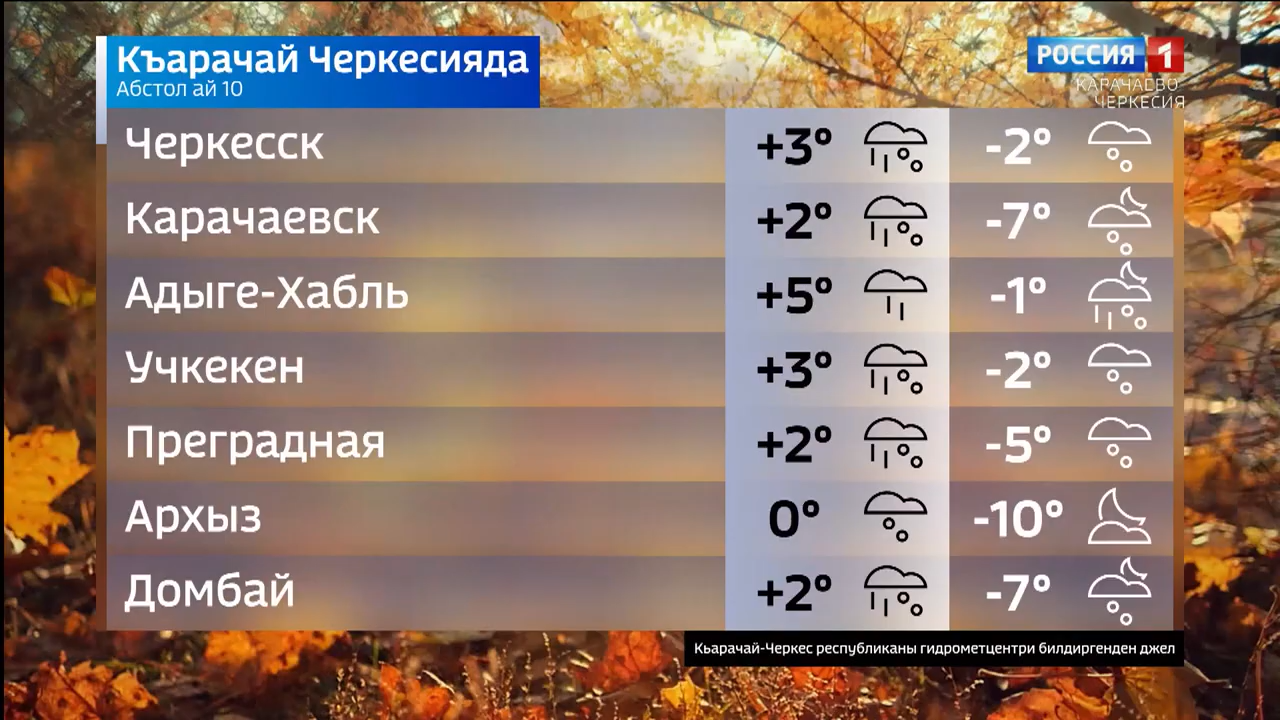 Къарачай Черкесияда
Абстол ай 10
РОССИЯ 1
КАРАЧАЕВО
ЧЕРКЕСИЯ
Черкесск +3° -2°
Карачаевск +2° -7°
Адыге-Хабль +5° -1°
Учкекен +3° -2°
Преградная +2° -5°
Архыз 0° -10°
Домбай +2° -7°
Кьарачай-Черкес республиканы гидрометцентри билдиргенден джел